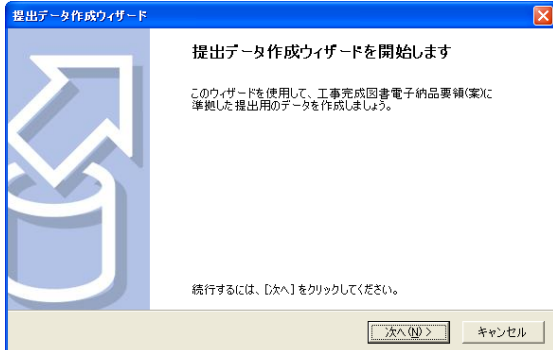 提出データ作成ウィザード
提出データ作成ウィザードを開始します
このウィザードを使用して、工事完成図書電子納品要領(案)に
準拠した提出用のデータを作成しましょう。
続行するには、[次へ] をクリックしてください。
次へ(N) >
キャンセル